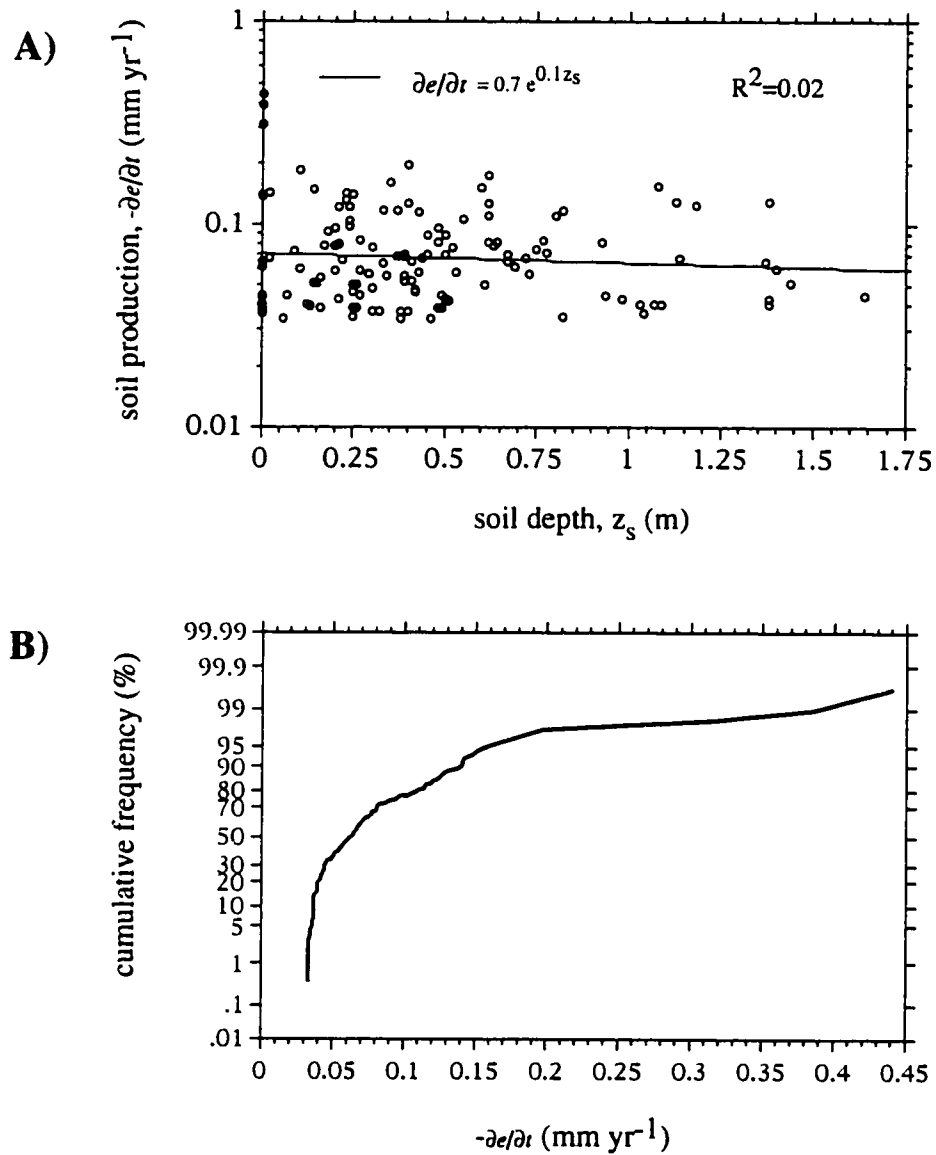 A)
soil production, -∂e/∂t (mm yr⁻¹)
1
0.1
0.01
∂e/∂t = 0.7 e^0.1z_s
R²=0.02
0 0.25 0.5 0.75 1 1.25 1.5 1.75
soil depth, z_s (m)
B)
cumulative frequency (%)
99.99
99.9
99
95
90
80
70
50
30
20
10
5
1
.1
.01
0 0.05 0.1 0.15 0.2 0.25 0.3 0.35 0.4 0.45
-∂e/∂t (mm yr⁻¹)